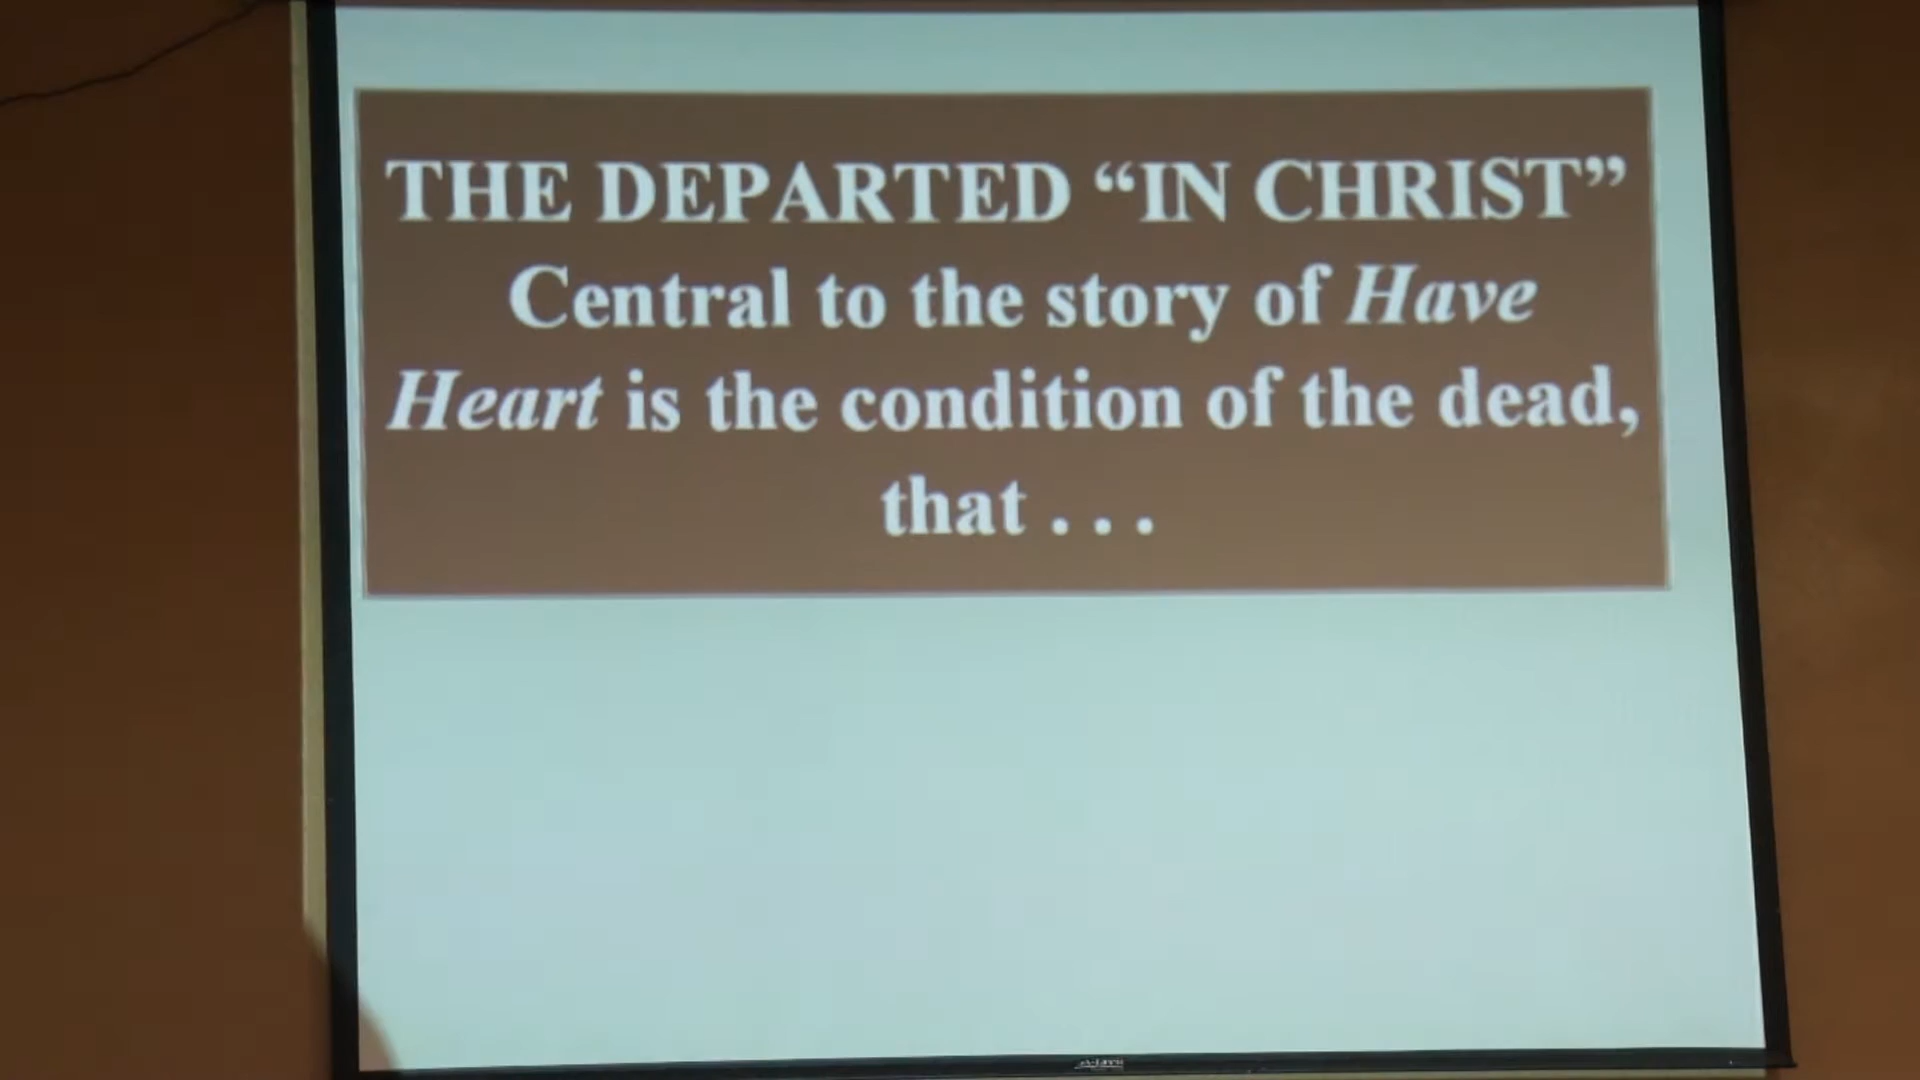 THE DEPARTED “IN CHRIST”
Central to the story of Have
Heart is the condition of the dead,
that . . .